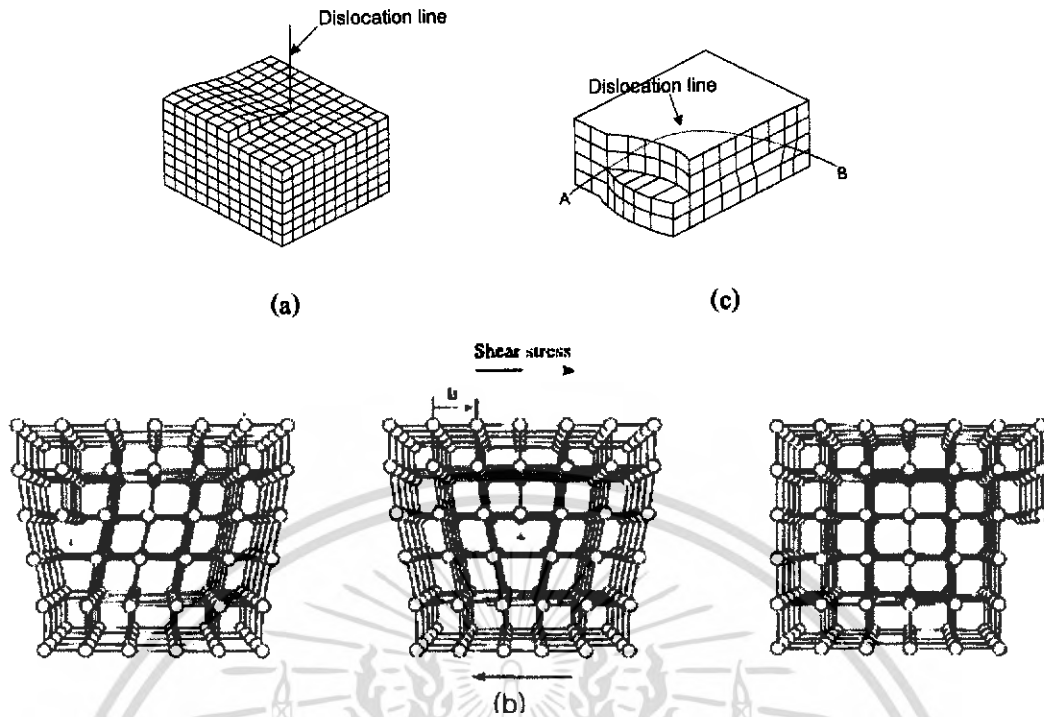 Dislocation line
Dislocation line
A
B
(a)
(c)
Shear stress
b
(b)